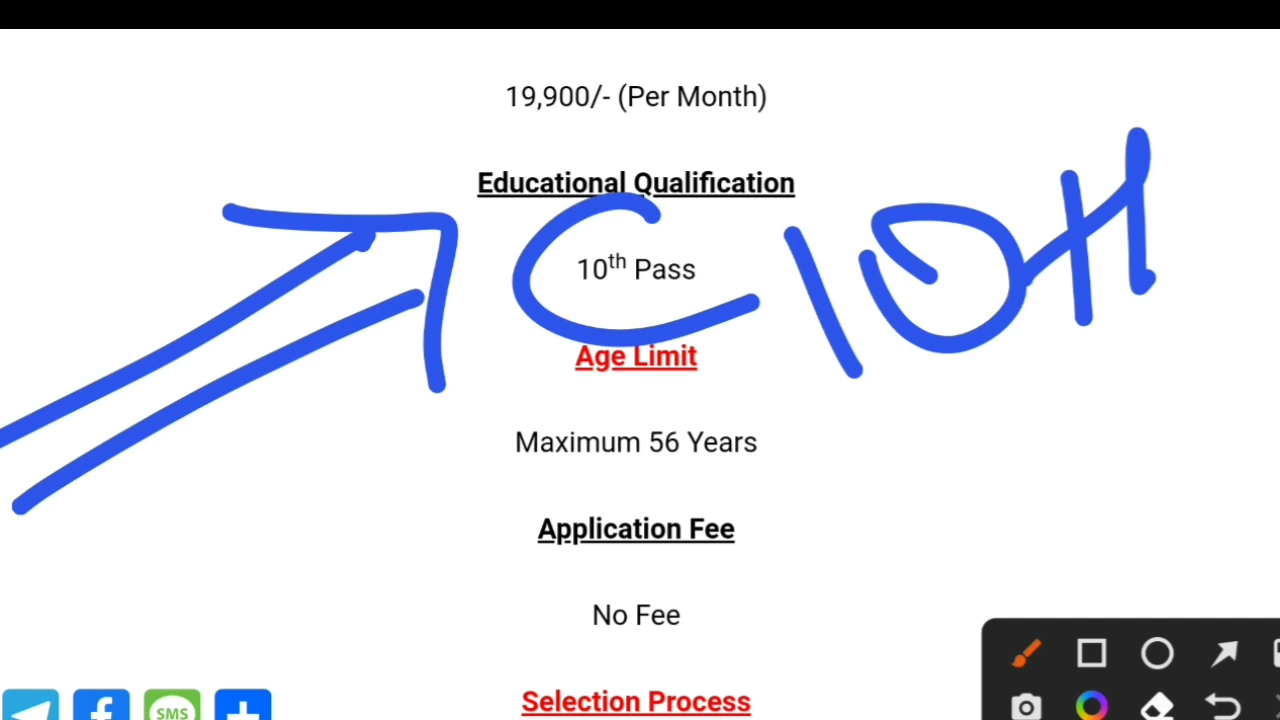 19,900/- (Per Month)
Educational Qualification
10th Pass
10H
Age Limit
Maximum 56 Years
Application Fee
No Fee
Selection Process
SMS